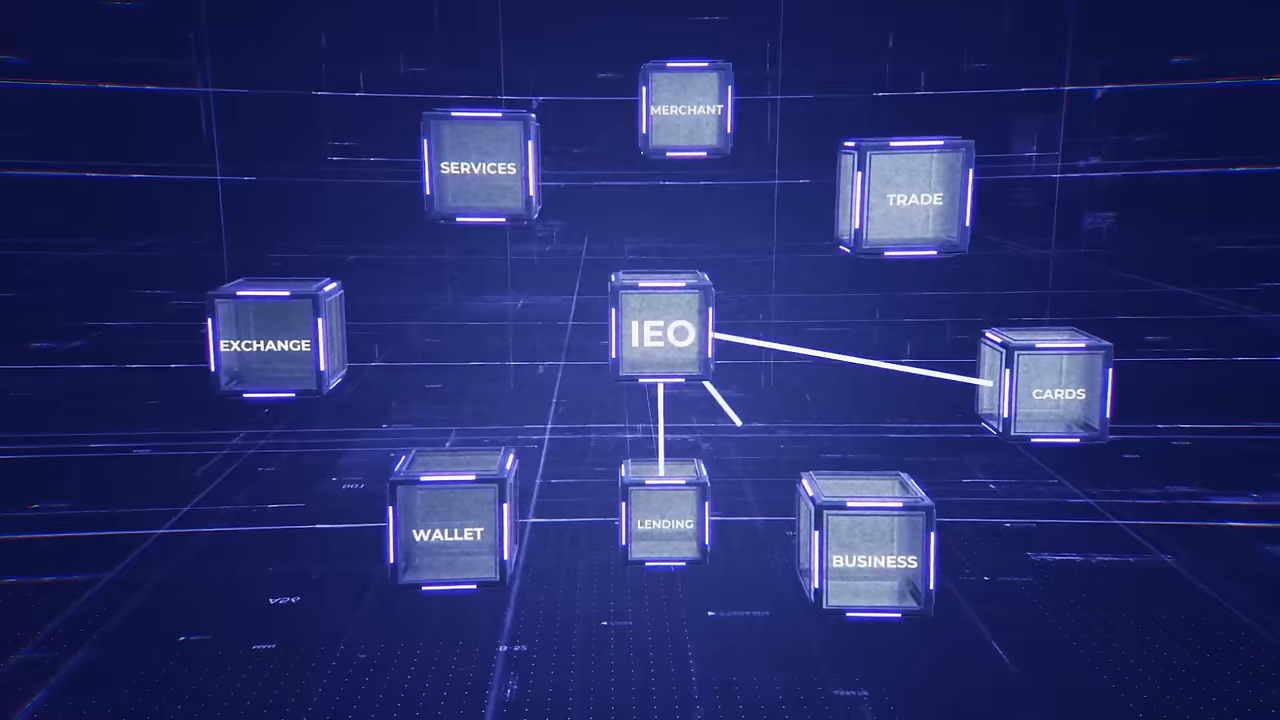 MERCHANT
SERVICES
TRADE
IEO
EXCHANGE
CARDS
LENDING
WALLET
BUSINESS